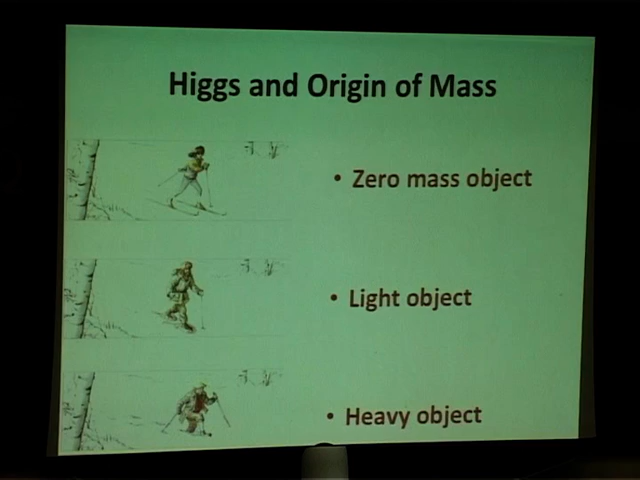 Higgs and Origin of Mass
• Zero mass object
• Light object
• Heavy object